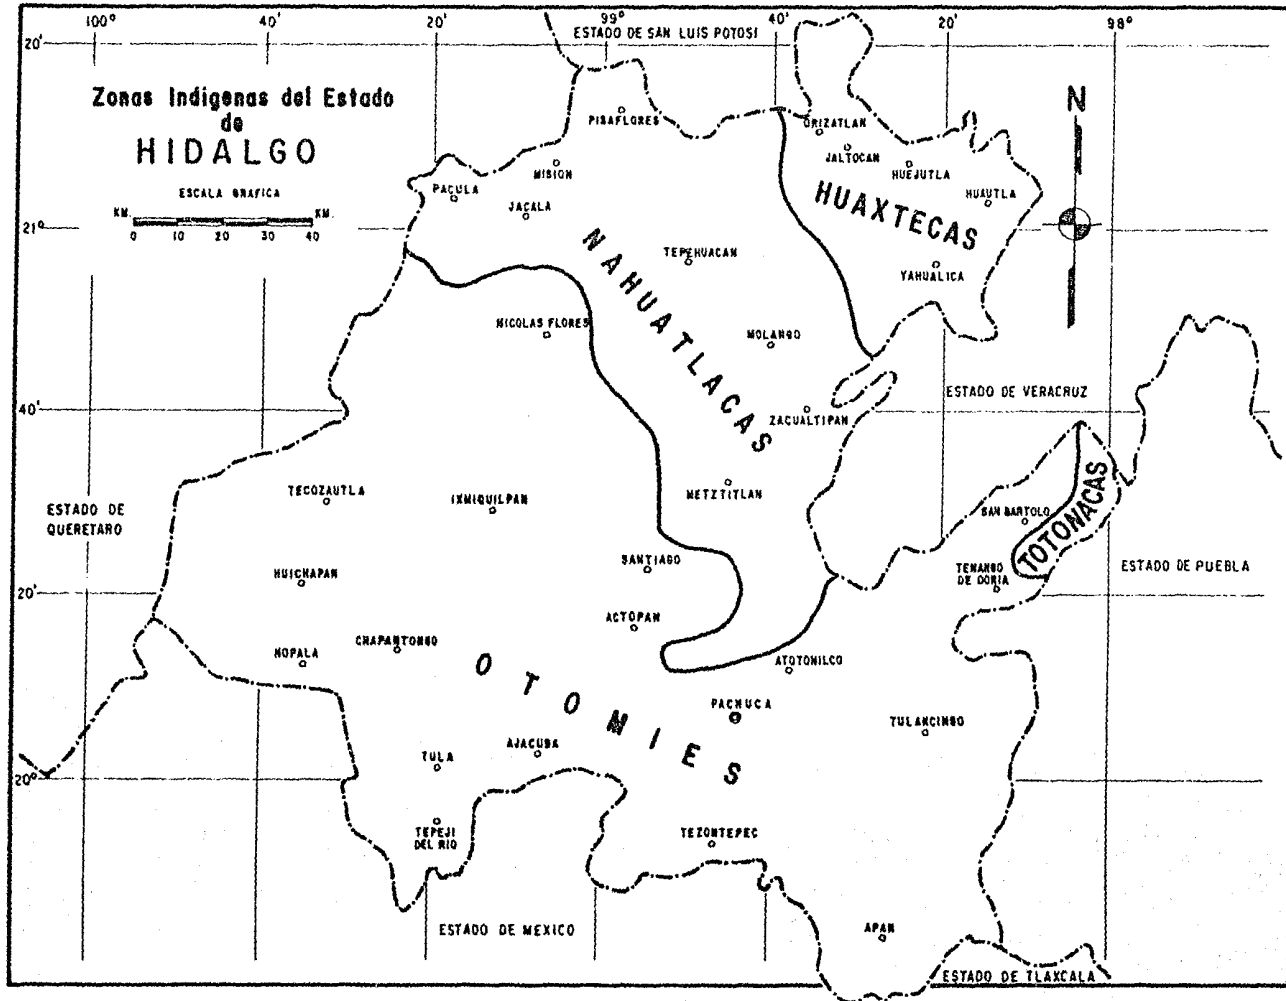 100°
20'
99°
40'
20'
98°
20'
ESTADO DE SAN LUIS POTOSI
Zonas Indigenas del Estado
de
HIDALGO
ESCALA GRAFICA
KM.
KM.
0 10 20 30 40
N
PISAFLORES
ORIZATLAN
JALTOCAN
HUEJUTLA
MISION
PACULA
JACALA
HUAUTLA
HUAXTECAS
21°
NAHUATLACAS
TEPEHUACAN
YAHUALICA
NICOLAS FLORES
MOLANGO
ESTADO DE VERACRUZ
40'
ZACUALTIPAN
TECOZAUTLA
IXMIQUILPAN
METZTITLAN
ESTADO DE
QUERETARO
SAN BARTOLO
TOTONACAS
SANTIAGO
TENANGO
DE DORIA
ESTADO DE PUEBLA
HUICHAPAN
20'
ACTOPAN
CHAPANTONGO
NOPALA
ATOTONILCO
OTOMIES
PACHUCA
TULANCINGO
AJACUBA
TULA
20°
TEPEJI
DEL RIO
TEZONTEPEC
ESTADO DE MEXICO
APAN
ESTADO DE TLAXCALA